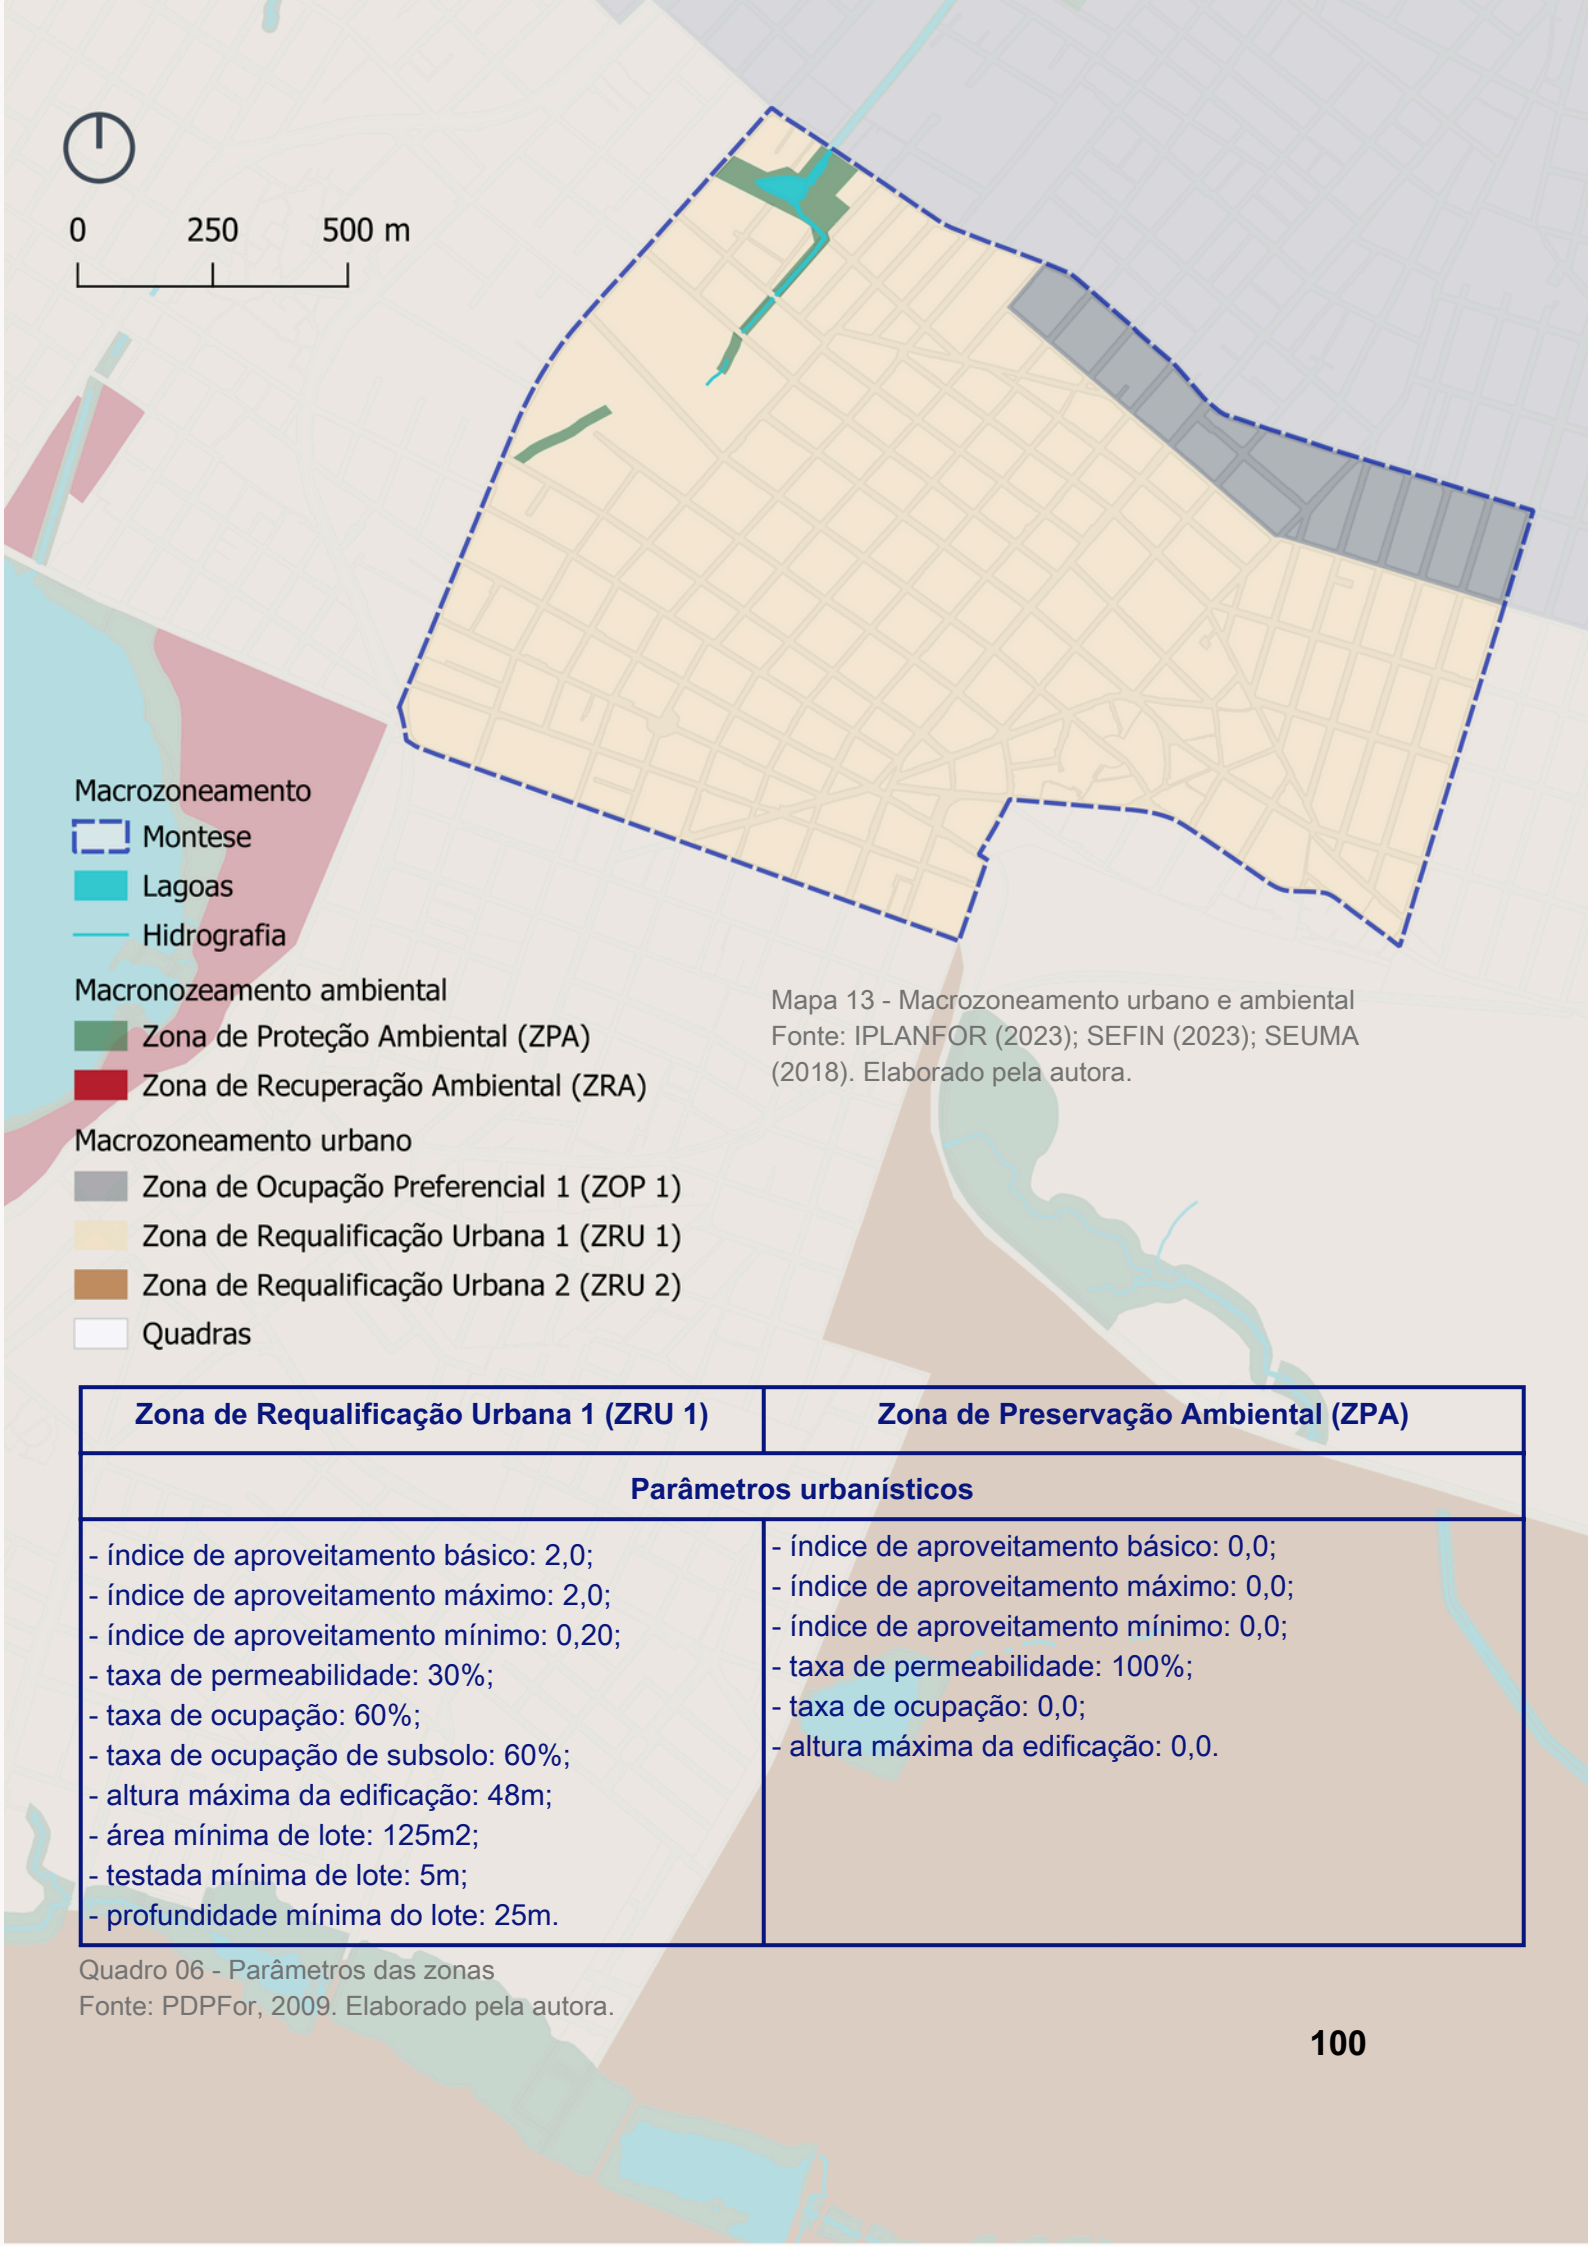 0 250 500 m
Macrozoneamento
Montese
Lagoas
Hidrografia
Macronozeamento ambiental
Zona de Proteção Ambiental (ZPA)
Zona de Recuperação Ambiental (ZRA)
Macrozoneamento urbano
Zona de Ocupação Preferencial 1 (ZOP 1)
Zona de Requalificação Urbana 1 (ZRU 1)
Zona de Requalificação Urbana 2 (ZRU 2)
Quadras
Mapa 13 - Macrozoneamento urbano e ambiental
Fonte: IPLANFOR (2023); SEFIN (2023); SEUMA
(2018). Elaborado pela autora.
Zona de Requalificação Urbana 1 (ZRU 1)
Zona de Preservação Ambiental (ZPA)
Parâmetros urbanísticos
- índice de aproveitamento básico: 2,0;
- índice de aproveitamento máximo: 2,0;
- índice de aproveitamento mínimo: 0,20;
- taxa de permeabilidade: 30%;
- taxa de ocupação: 60%;
- taxa de ocupação de subsolo: 60%;
- altura máxima da edificação: 48m;
- área mínima de lote: 125m2;
- testada mínima de lote: 5m;
- profundidade mínima do lote: 25m.
- índice de aproveitamento básico: 0,0;
- índice de aproveitamento máximo: 0,0;
- índice de aproveitamento mínimo: 0,0;
- taxa de permeabilidade: 100%;
- taxa de ocupação: 0,0;
- altura máxima da edificação: 0,0.
Quadro 06 - Parâmetros das zonas
Fonte: PDPFor, 2009. Elaborado pela autora.
100